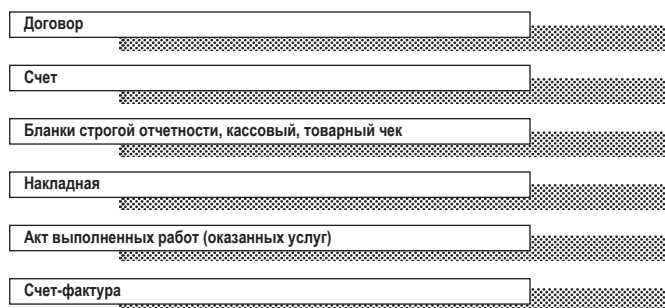 Договор
Счет
Бланки строгой отчетности, кассовый, товарный чек
Накладная
Акт выполненных работ (оказанных услуг)
Счет-фактура